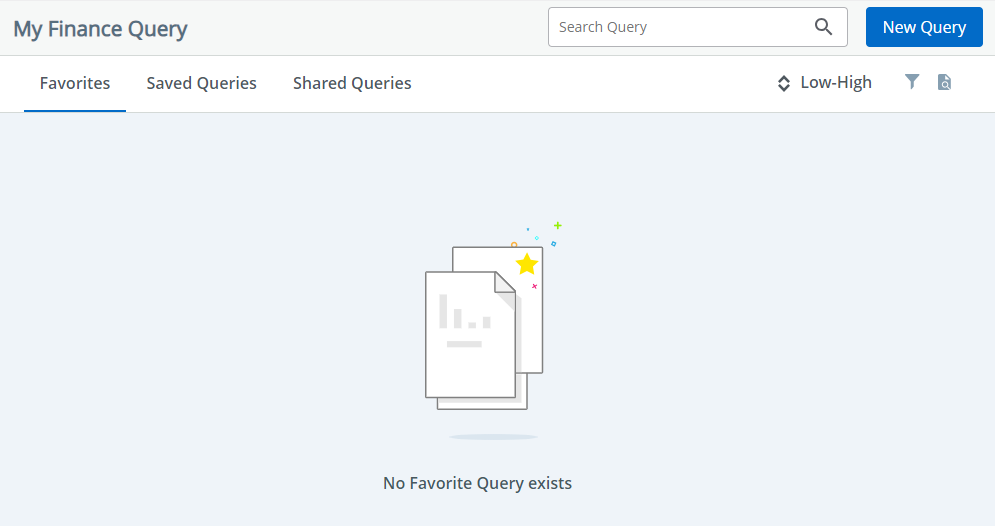 My Finance Query
Search Query
New Query
Favorites
Saved Queries
Shared Queries
Low-High
No Favorite Query exists